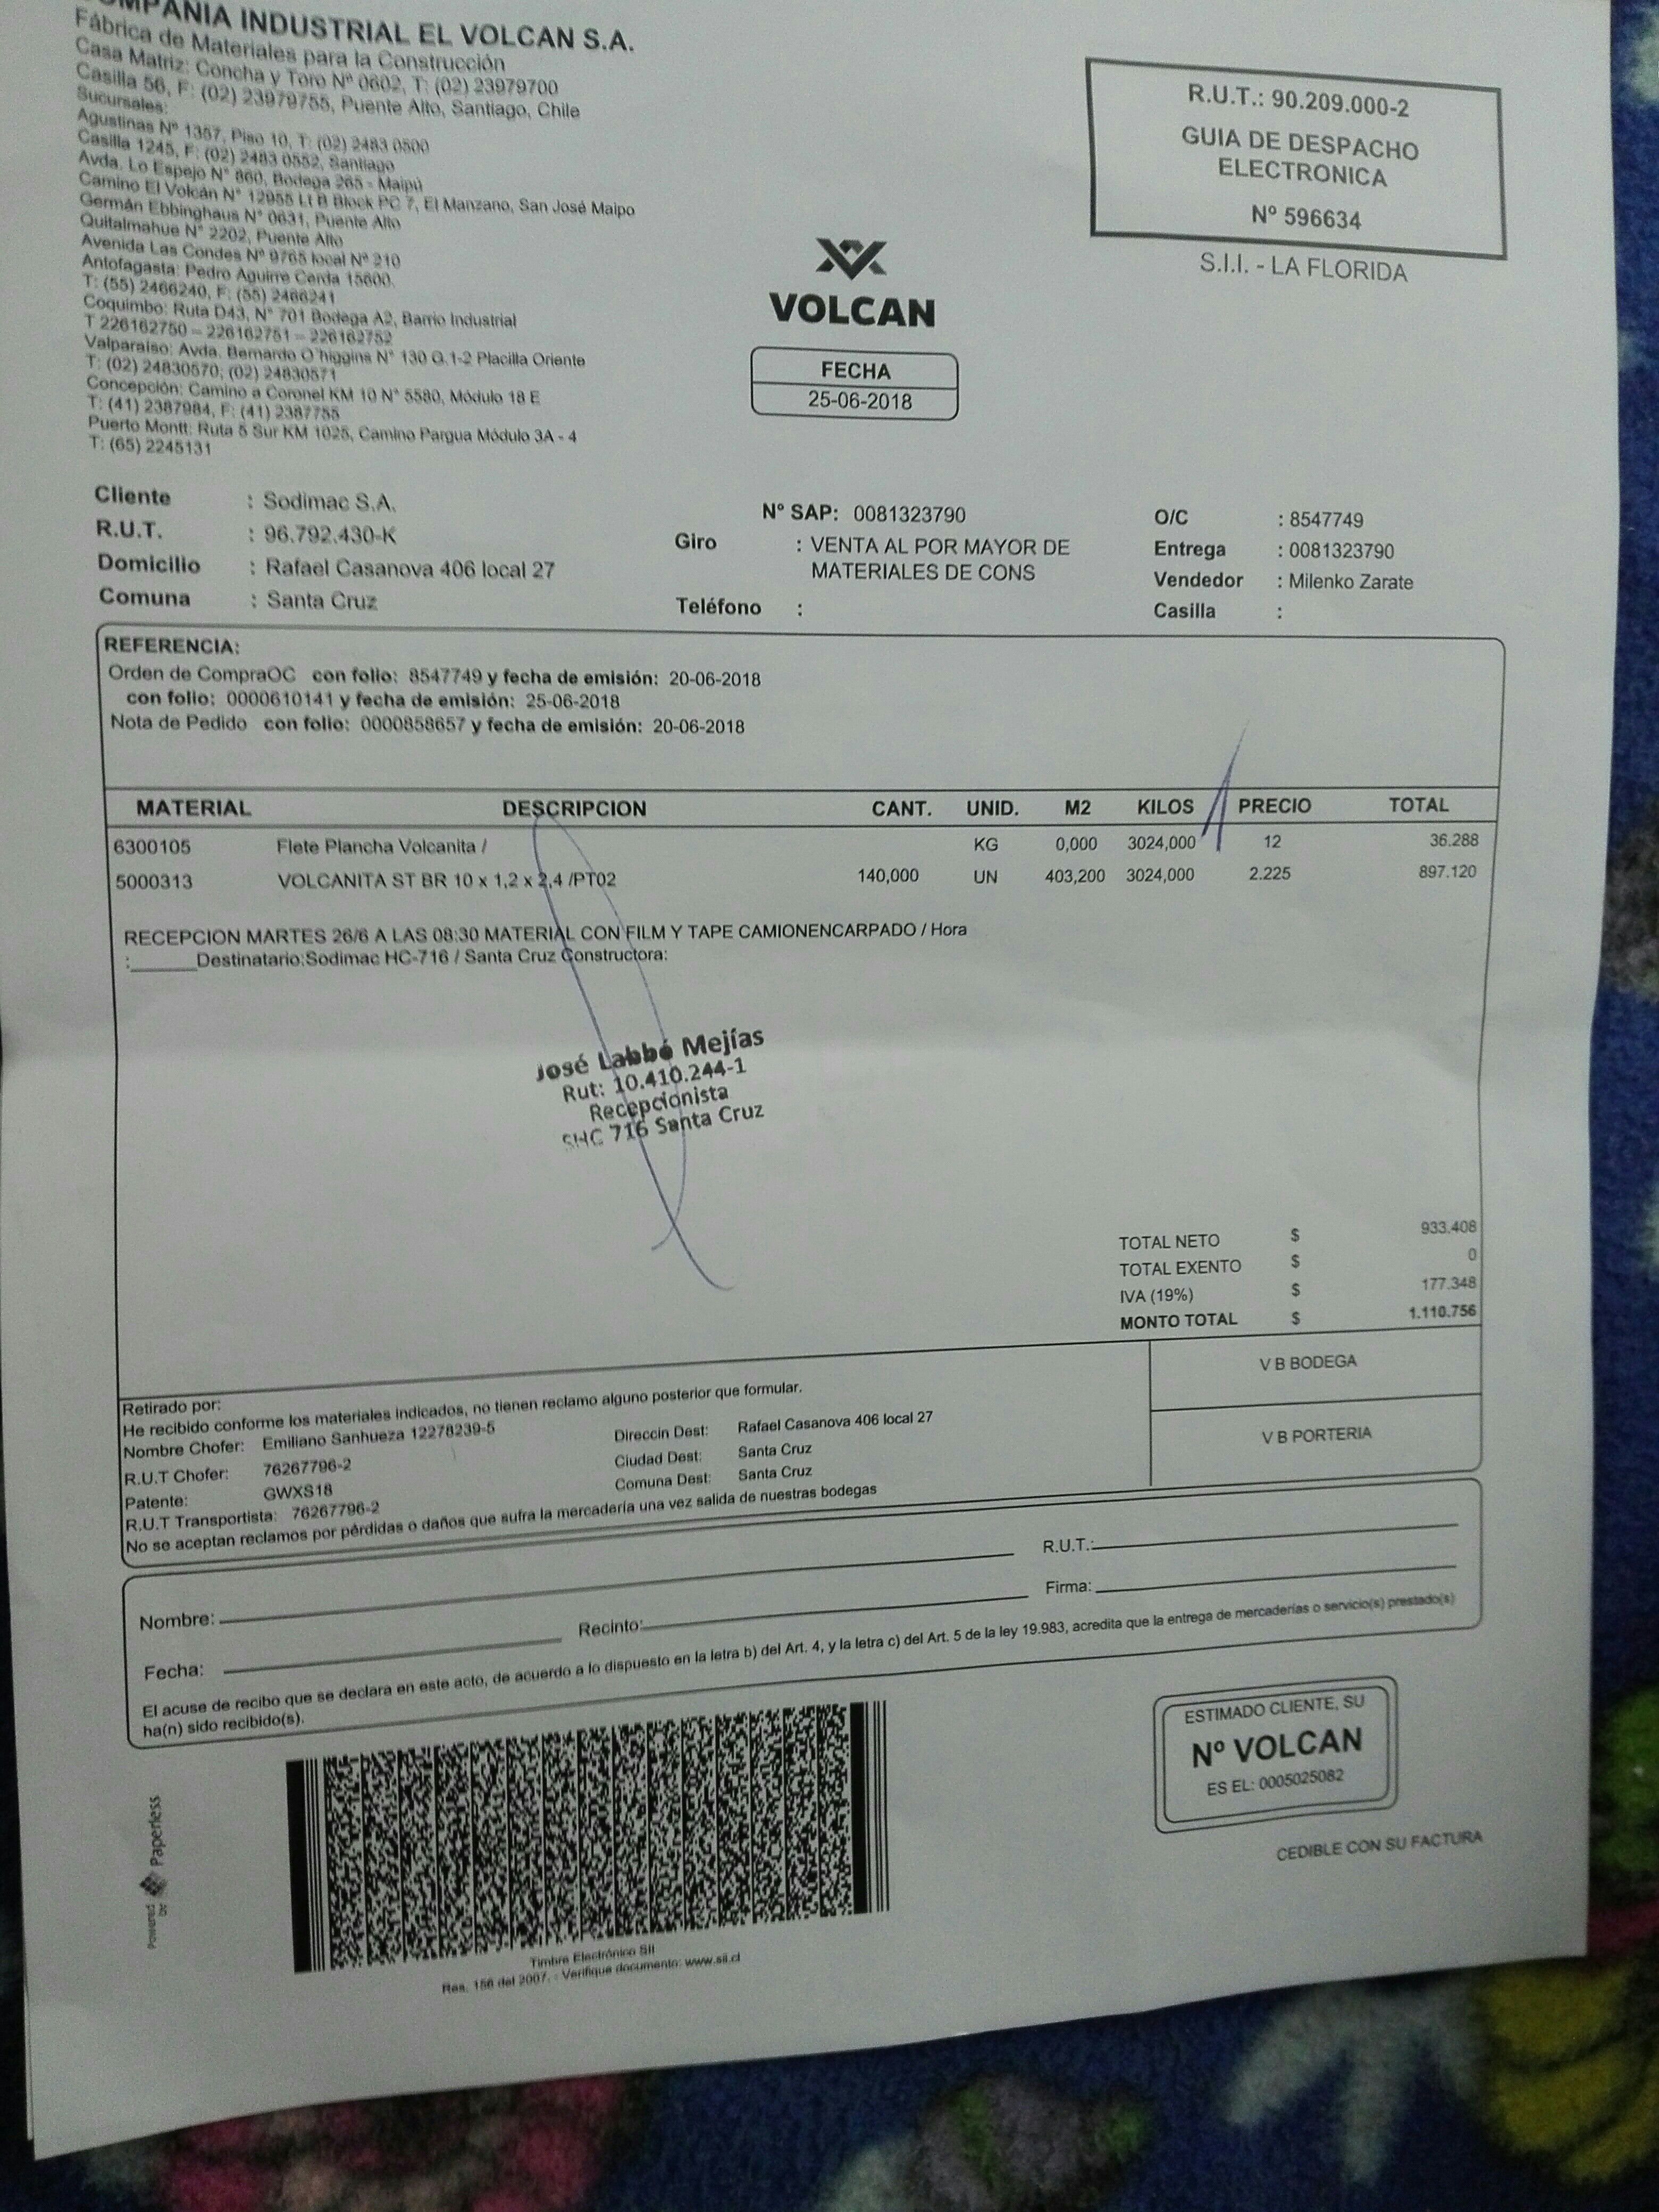 COMPAÑIA INDUSTRIAL EL VOLCAN S.A.
Fábrica de Materiales para la Construcción
Casa Matriz: Concha y Toro Nº 0602, T: (02) 23979700
Casilla 56, F: (02) 23979755, Puente Alto, Santiago, Chile
Sucursales:
Agustinas Nº 1357, Piso 10, T: (02) 2483 0500
Casilla 1245, F: (02) 2483 0552, Santiago
Avda. Lo Espejo N° 860, Bodega 265 - Maipú
Camino El Volcán N° 12955 Lt B Block PC 7, El Manzano, San José Maipo
Germán Ebbinghaus N° 0631, Puente Alto
Quitalmahue N° 2202, Puente Alto
Avenida Las Condes Nº 9765 local Nº 210
Antofagasta: Pedro Aguirre Cerda 15600.
T: (55) 2466240, F: (55) 2466241
Coquimbo: Ruta D43, N° 701 Bodega A2, Barrio Industrial
T 226162750 – 226162751 – 226162752
Valparaíso: Avda. Bernardo O'higgins N° 130 G.1-2 Placilla Oriente
T: (02) 24830570; (02) 24830571
Concepción: Camino a Coronel KM 10 N° 5580, Módulo 18 E
T: (41) 2387984, F: (41) 2387755
Puerto Montt: Ruta 5 Sur KM 1025, Camino Pargua Módulo 3A - 4
T: (65) 2245131
R.U.T.: 90.209.000-2
GUIA DE DESPACHO
ELECTRONICA
Nº 596634
S.I.I. - LA FLORIDA
VOLCAN
FECHA
25-06-2018
Cliente : Sodimac S.A.
R.U.T. : 96.792.430-K
Domicilio : Rafael Casanova 406 local 27
Comuna : Santa Cruz
N° SAP: 0081323790
Giro : VENTA AL POR MAYOR DE
MATERIALES DE CONS
Teléfono :
O/C : 8547749
Entrega : 0081323790
Vendedor : Milenko Zarate
Casilla :
REFERENCIA:
Orden de CompraOC con folio: 8547749 y fecha de emisión: 20-06-2018
con folio: 0000610141 y fecha de emisión: 25-06-2018
Nota de Pedido con folio: 0000858657 y fecha de emisión: 20-06-2018
MATERIAL DESCRIPCION CANT. UNID. M2 KILOS PRECIO TOTAL
6300105 Flete Plancha Volcanita / KG 0,000 3024,000 12 36.288
5000313 VOLCANITA ST BR 10 x 1,2 x 2,4 /PT02 140,000 UN 403,200 3024,000 2.225 897.120
RECEPCION MARTES 26/6 A LAS 08:30 MATERIAL CON FILM Y TAPE CAMIONENCARPADO / Hora
:______Destinatario:Sodimac HC-716 / Santa Cruz Constructora:
José Labbé Mejías
Rut: 10.410.244-1
Recepcionista
SHC 716 Santa Cruz
TOTAL NETO $ 933.408
TOTAL EXENTO $ 0
IVA (19%) $ 177.348
MONTO TOTAL $ 1.110.756
Retirado por:
He recibido conforme los materiales indicados, no tienen reclamo alguno posterior que formular.
Nombre Chofer: Emiliano Sanhueza 12278239-5
R.U.T Chofer: 76267796-2
Patente: GWXS18
R.U.T Transportista: 76267796-2
Direccin Dest: Rafael Casanova 406 local 27
Ciudad Dest: Santa Cruz
Comuna Dest: Santa Cruz
No se aceptan reclamos por pérdidas o daños que sufra la mercadería una vez salida de nuestras bodegas
V B BODEGA
V B PORTERIA
Nombre:
R.U.T.:
Fecha:
Recinto:
Firma:
El acuse de recibo que se declara en este acto, de acuerdo a lo dispuesto en la letra b) del Art. 4, y la letra c) del Art. 5 de la ley 19.983, acredita que la entrega de mercaderías o servicio(s) prestado(s)
ha(n) sido recibido(s).
Powered by Paperless
Timbre Electrónico SII
Res. 156 del 2007. - Verifique documento: www.sii.cl
ESTIMADO CLIENTE, SU
Nº VOLCAN
ES EL: 0005025082
CEDIBLE CON SU FACTURA